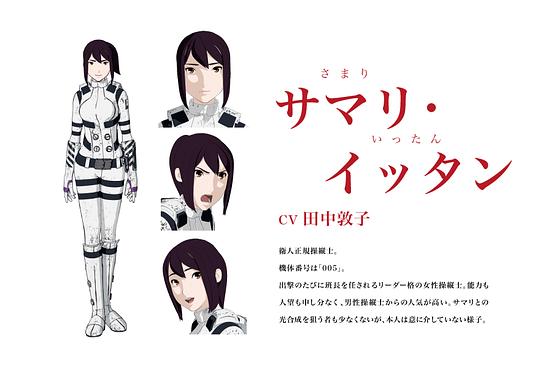 さまり
サマリ・
いったん
イッタン
CV 田中敦子
衛人正規操縦士。
機体番号は「005」。
出撃のたびに班長を任されるリーダー格の女性操縦士。能力も
人望も申し分なく、男性操縦士からの人気が高い。サマリとの
光合成を狙う者も少なくないが、本人は意に介していない様子。